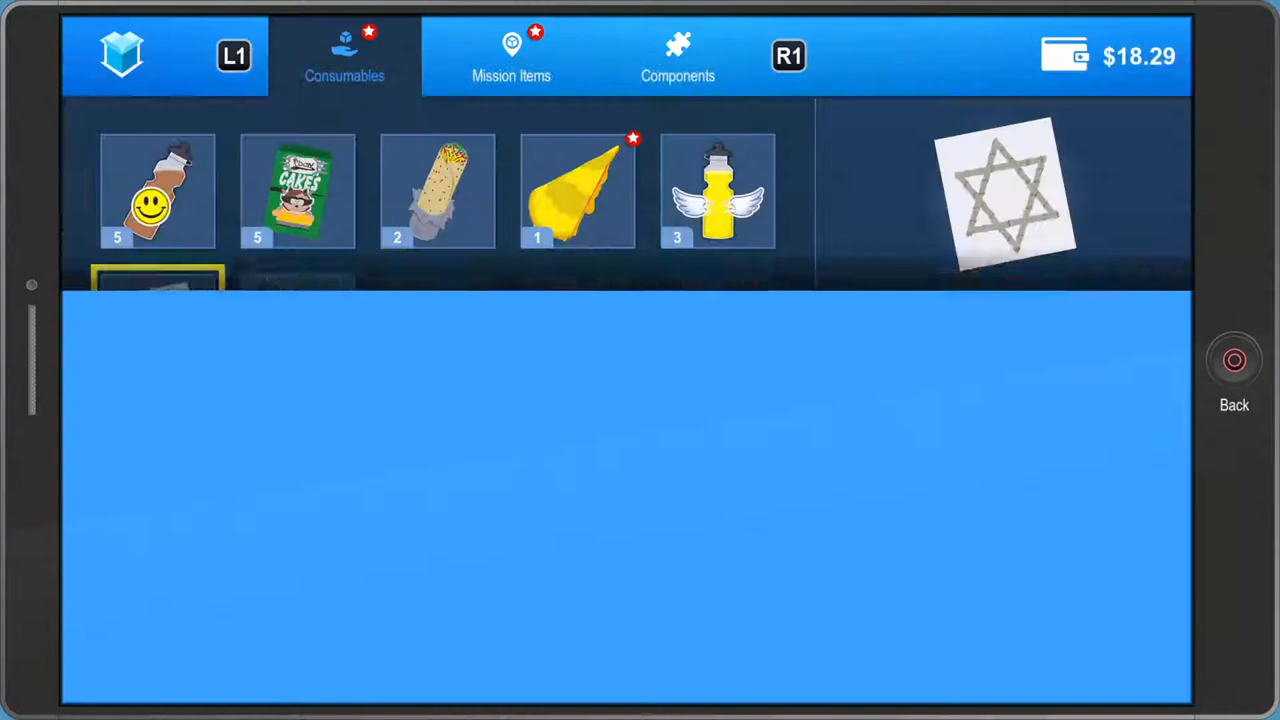 L1
Consumables
Mission Items
Components
R1
$18.29
CAKES
5
5
2
1
3
Back